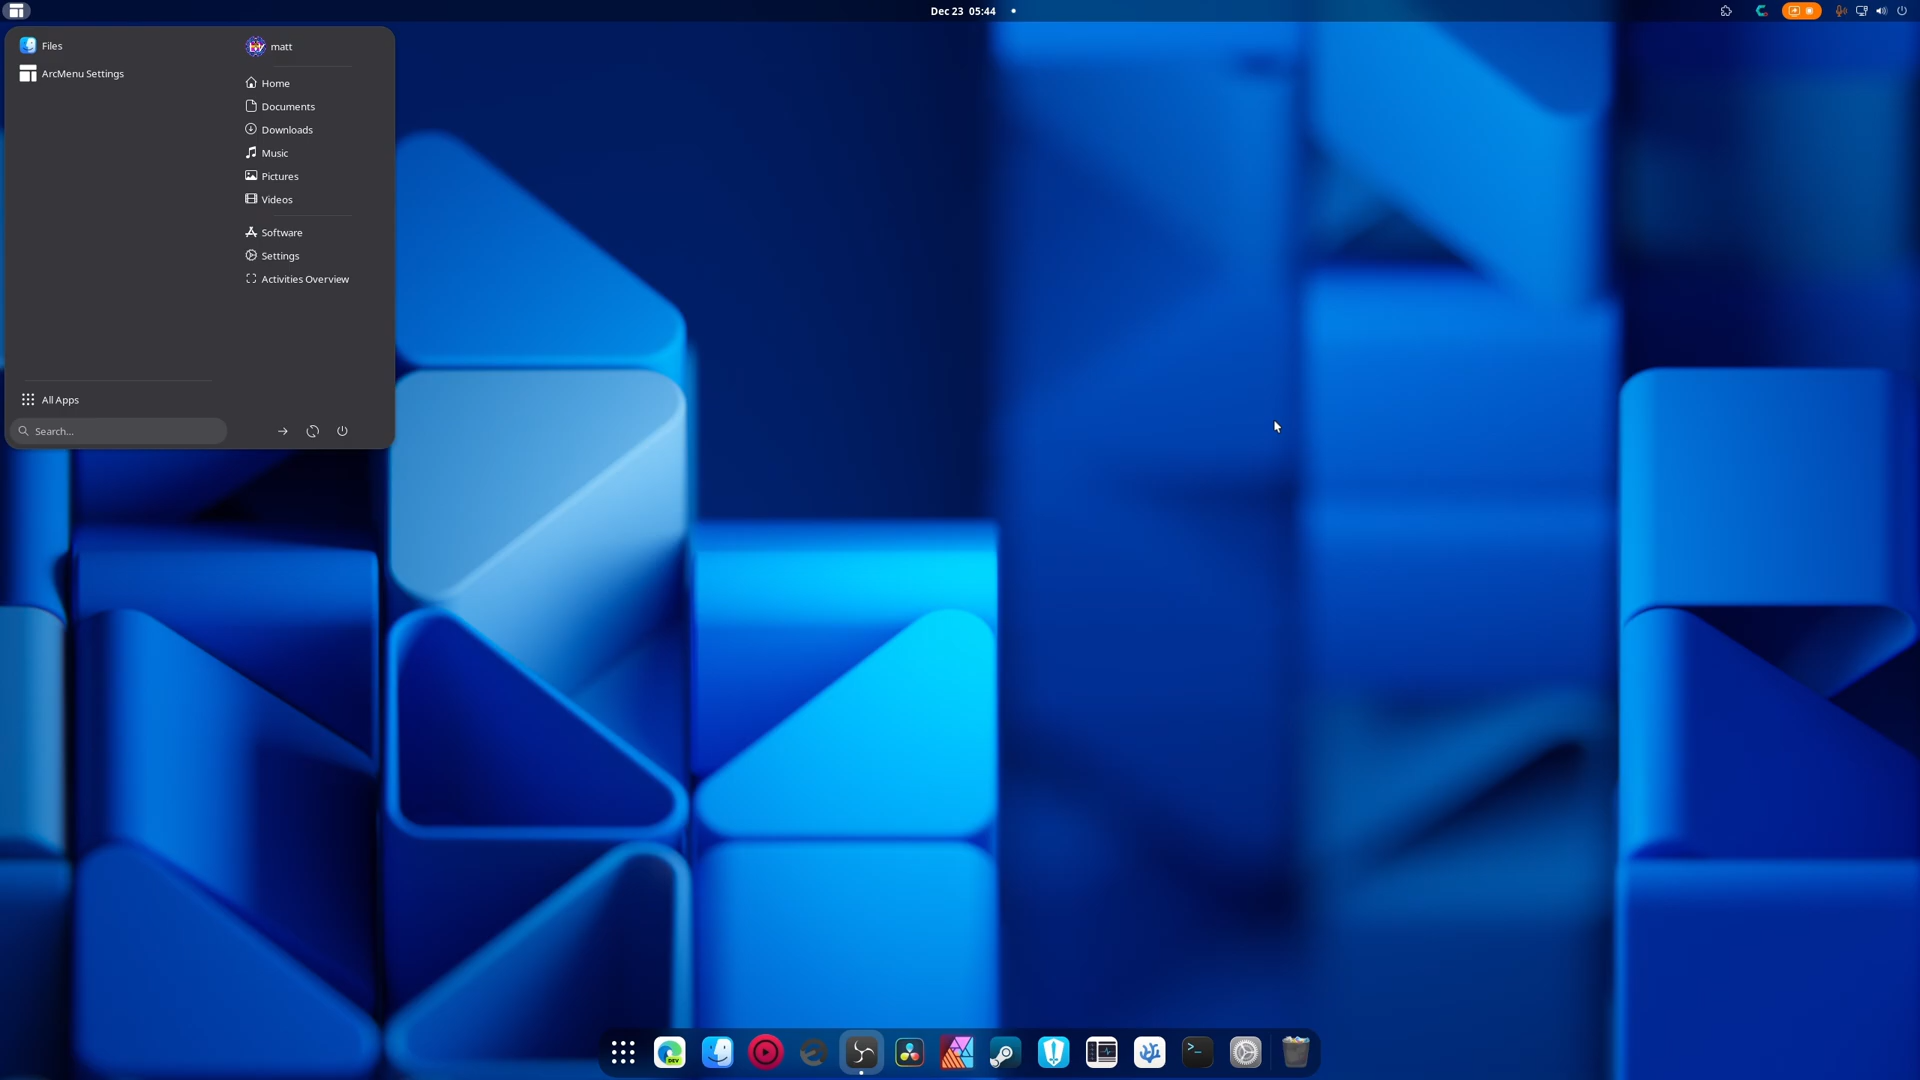 Dec 23 05:44
Files
ArcMenu Settings
All Apps
Search...
matt
Home
Documents
Downloads
Music
Pictures
Videos
Software
Settings
Activities Overview
DEV
>_